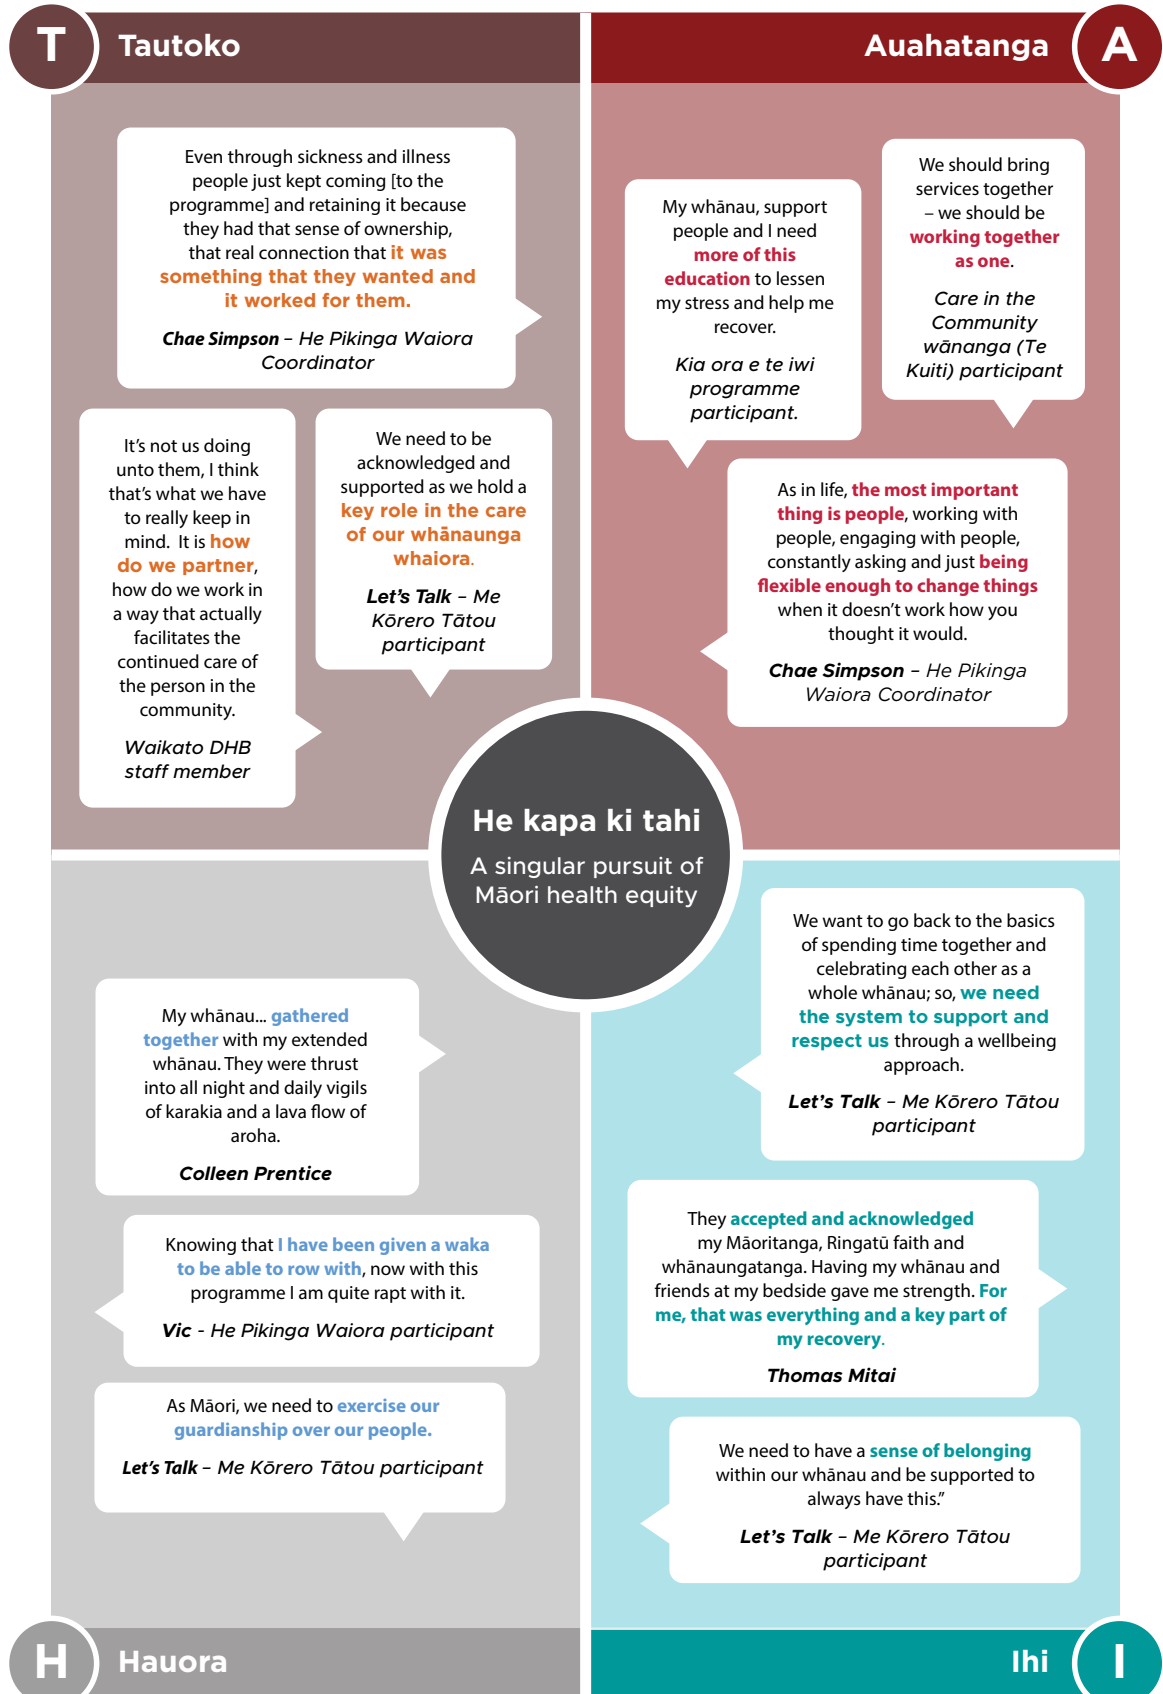 T
Tautoko
Auahatanga
A
Even through sickness and illness
people just kept coming [to the
programme] and retaining it because
they had that sense of ownership,
that real connection that it was
something that they wanted and
it worked for them.
Chae Simpson – He Pikinga Waiora
Coordinator
It's not us doing
unto them, I think
that's what we have
to really keep in
mind. It is how
do we partner,
how do we work in
a way that actually
facilitates the
continued care of
the person in the
community.
Waikato DHB
staff member
We need to be
acknowledged and
supported as we hold a
key role in the care
of our whānaunga
whaiora.
Let's Talk – Me
Kōrero Tātou
participant
My whānau, support
people and I need
more of this
education to lessen
my stress and help me
recover.
Kia ora e te iwi
programme
participant.
We should bring
services together
– we should be
working together
as one.
Care in the
Community
wānanga (Te
Kuiti) participant
As in life, the most important
thing is people, working with
people, engaging with people,
constantly asking and just being
flexible enough to change things
when it doesn't work how you
thought it would.
Chae Simpson – He Pikinga
Waiora Coordinator
He kapa ki tahi
A singular pursuit of
Māori health equity
My whānau... gathered
together with my extended
whānau. They were thrust
into all night and daily vigils
of karakia and a lava flow of
aroha.
Colleen Prentice
Knowing that I have been given a waka
to be able to row with, now with this
programme I am quite rapt with it.
Vic - He Pikinga Waiora participant
As Māori, we need to exercise our
guardianship over our people.
Let's Talk – Me Kōrero Tātou participant
We want to go back to the basics
of spending time together and
celebrating each other as a
whole whānau; so, we need
the system to support and
respect us through a wellbeing
approach.
Let's Talk – Me Kōrero Tātou
participant
They accepted and acknowledged
my Māoritanga, Ringatū faith and
whānaungatanga. Having my whānau and
friends at my bedside gave me strength. For
me, that was everything and a key part of
my recovery.
Thomas Mitai
We need to have a sense of belonging
within our whānau and be supported to
always have this."
Let's Talk – Me Kōrero Tātou
participant
H
Hauora
Ihi
I